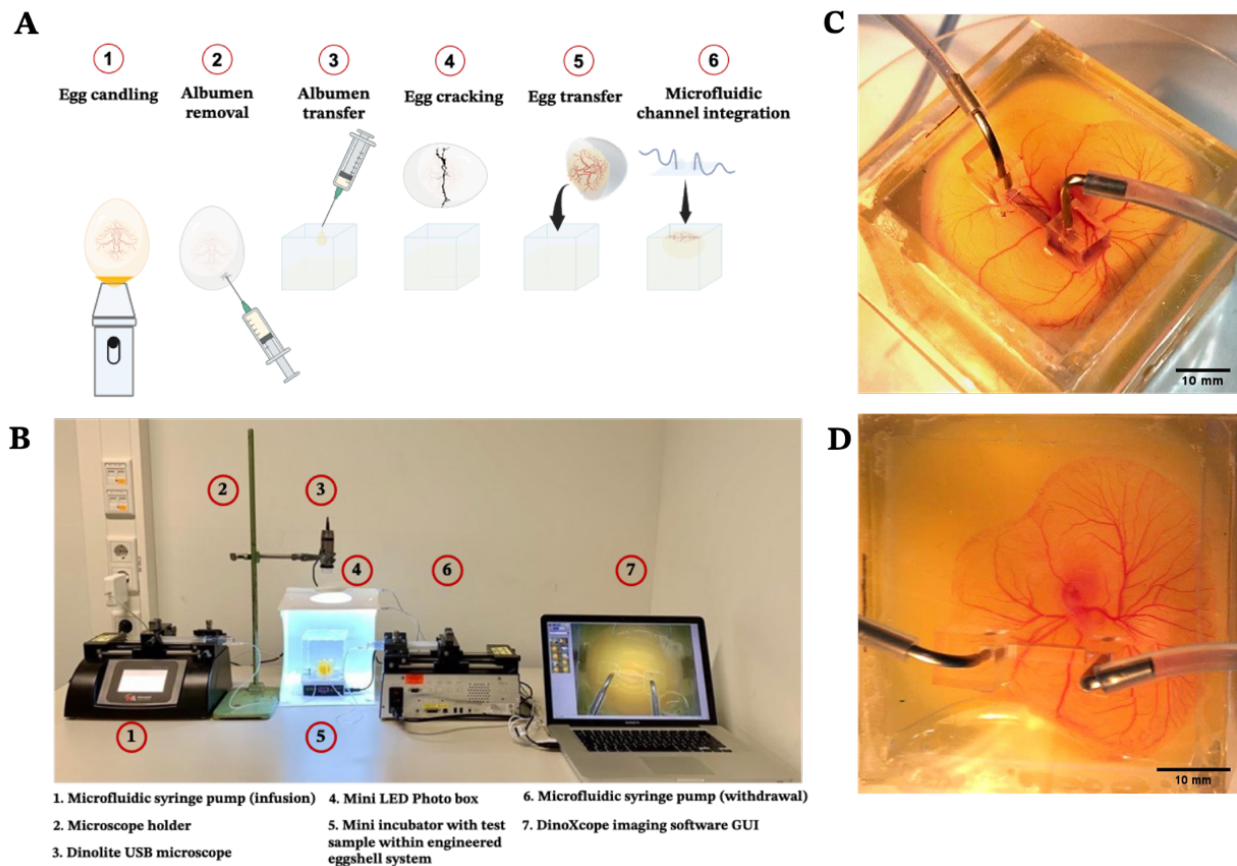 A
1
2
3
4
5
6
Egg candling
Albumen
removal
Albumen
transfer
Egg cracking
Egg transfer
Microfluidic
channel integration
C
10 mm
B
2
3
4
6
7
1
5
1. Microfluidic syringe pump (infusion)
2. Microscope holder
3. Dinolite USB microscope
4. Mini LED Photo box
5. Mini incubator with test
sample within engineered
eggshell system
6. Microfluidic syringe pump (withdrawal)
7. DinoXcope imaging software GUI
D
10 mm